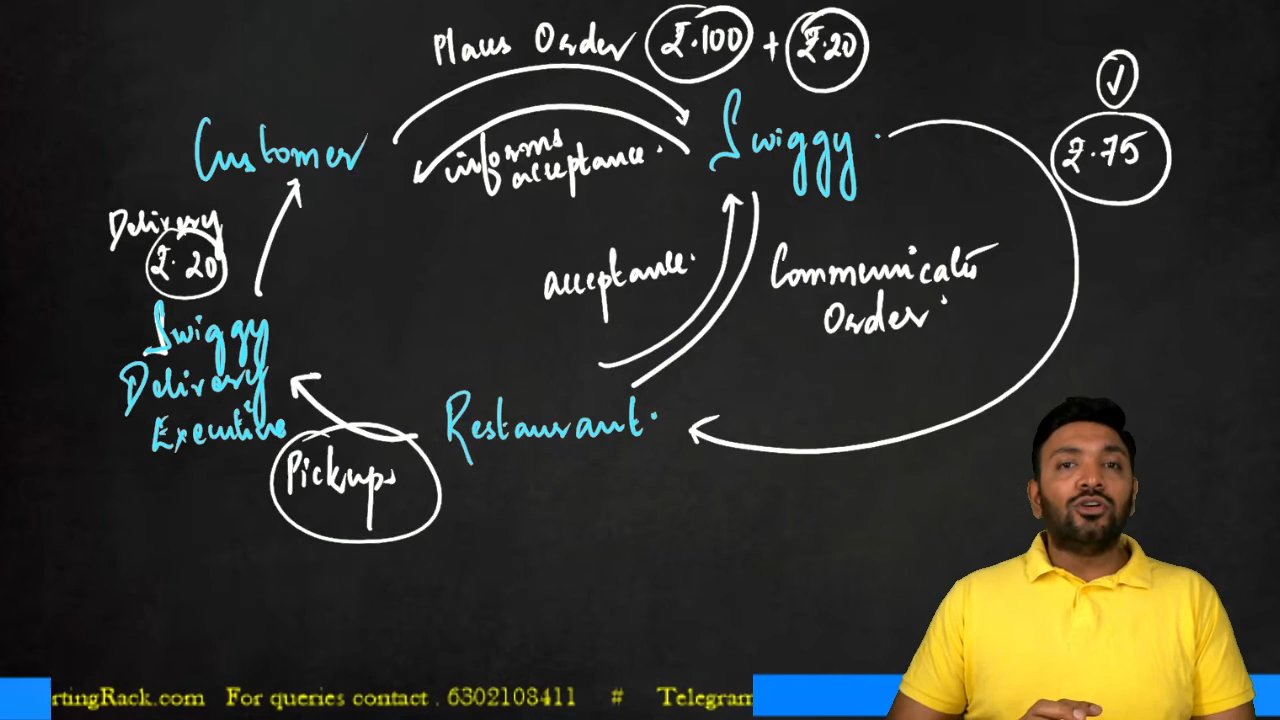 Places Order ₹.100 + ₹.20
✓
Customer
informs
acceptance.
Swiggy.
₹.75
Delivery
₹.20
acceptance.
Communicate
Order.
Swiggy
Delivery
Executive
Restaurant.
Pickups
rtingRack.com For queries contact . 6302108411 # Telegram